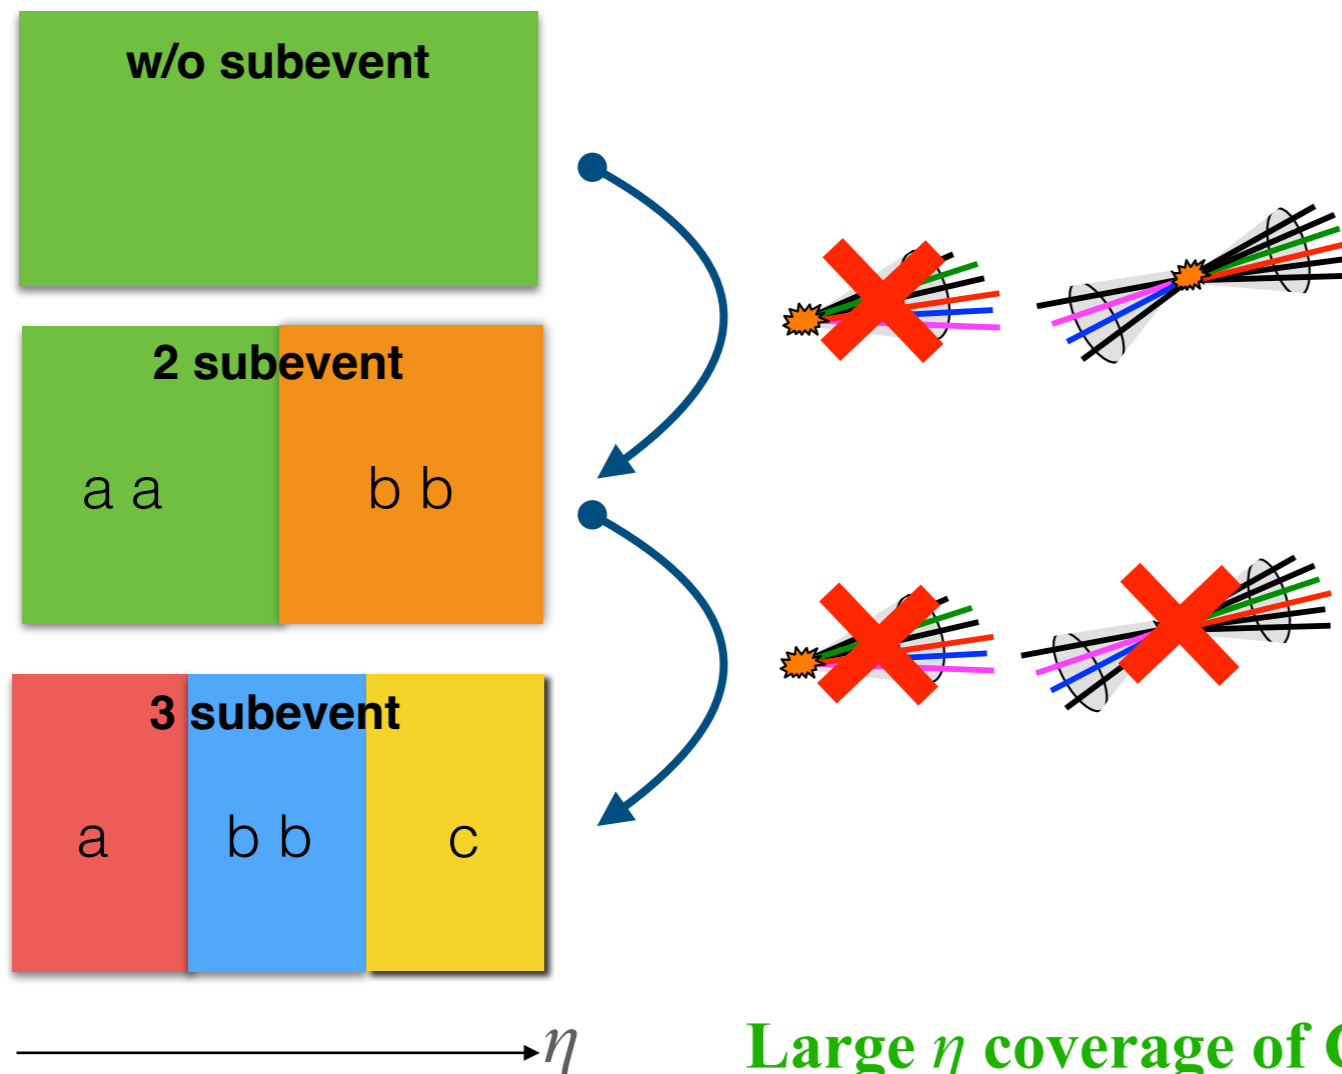 w/o subevent
2 subevent
a a b b
3 subevent
a b b c
η
Large η coverage of